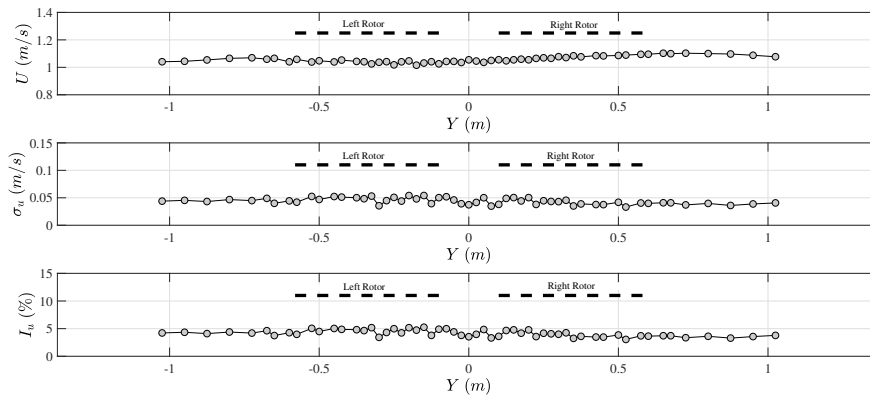 1.4
Left Rotor Right Rotor
1.2
1
0.8
U (m/s)
-1 -0.5 0 0.5 1
Y (m)
0.15
Left Rotor Right Rotor
0.1
0.05
0
σu (m/s)
-1 -0.5 0 0.5 1
Y (m)
15
Left Rotor Right Rotor
10
5
0
Iu (%)
-1 -0.5 0 0.5 1
Y (m)